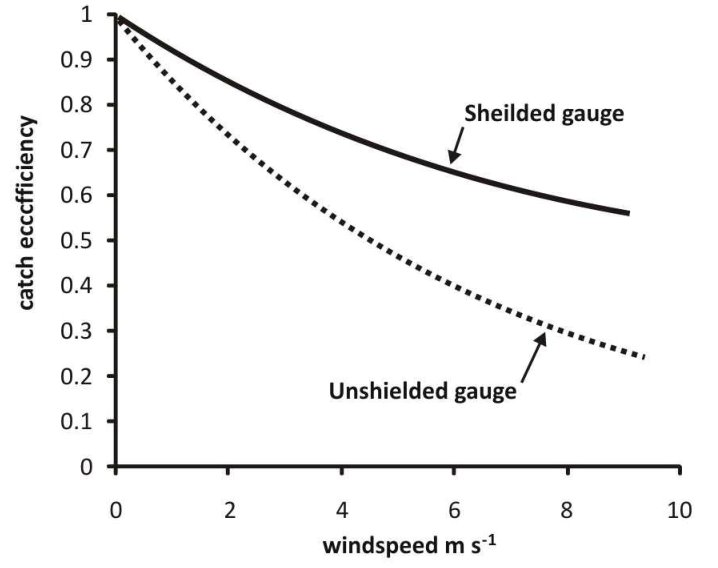 1
0.9
0.8
0.7
0.6
0.5
0.4
0.3
0.2
0.1
0
catch ecccfficiency
Sheilded gauge
Unshielded gauge
0 2 4 6 8 10
windspeed m s⁻¹